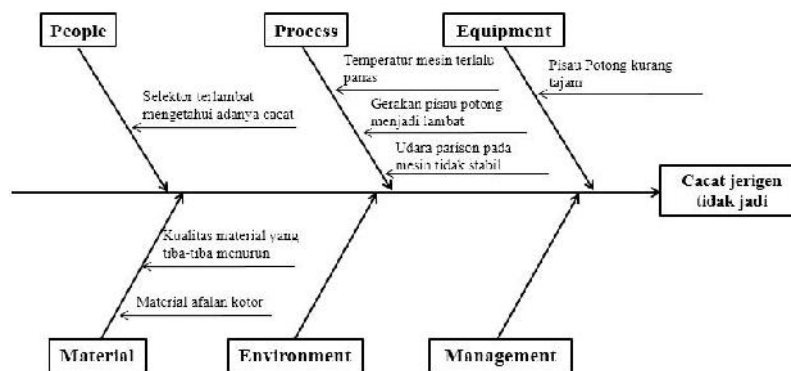 People
Process
Equipment
Temperatur mesin terlalu
panas
Pisau Potong kurang
tajam
Selektor terlambat
mengetahui adanya cacat
Gerakan pisau potong
menjadi lambat
Udara parison pada
mesin tidak stabil
Cacat jerigen
tidak jadi
Kualitas material yang
tiba-tiba menurun
Material afalan kotor
Material
Environment
Management